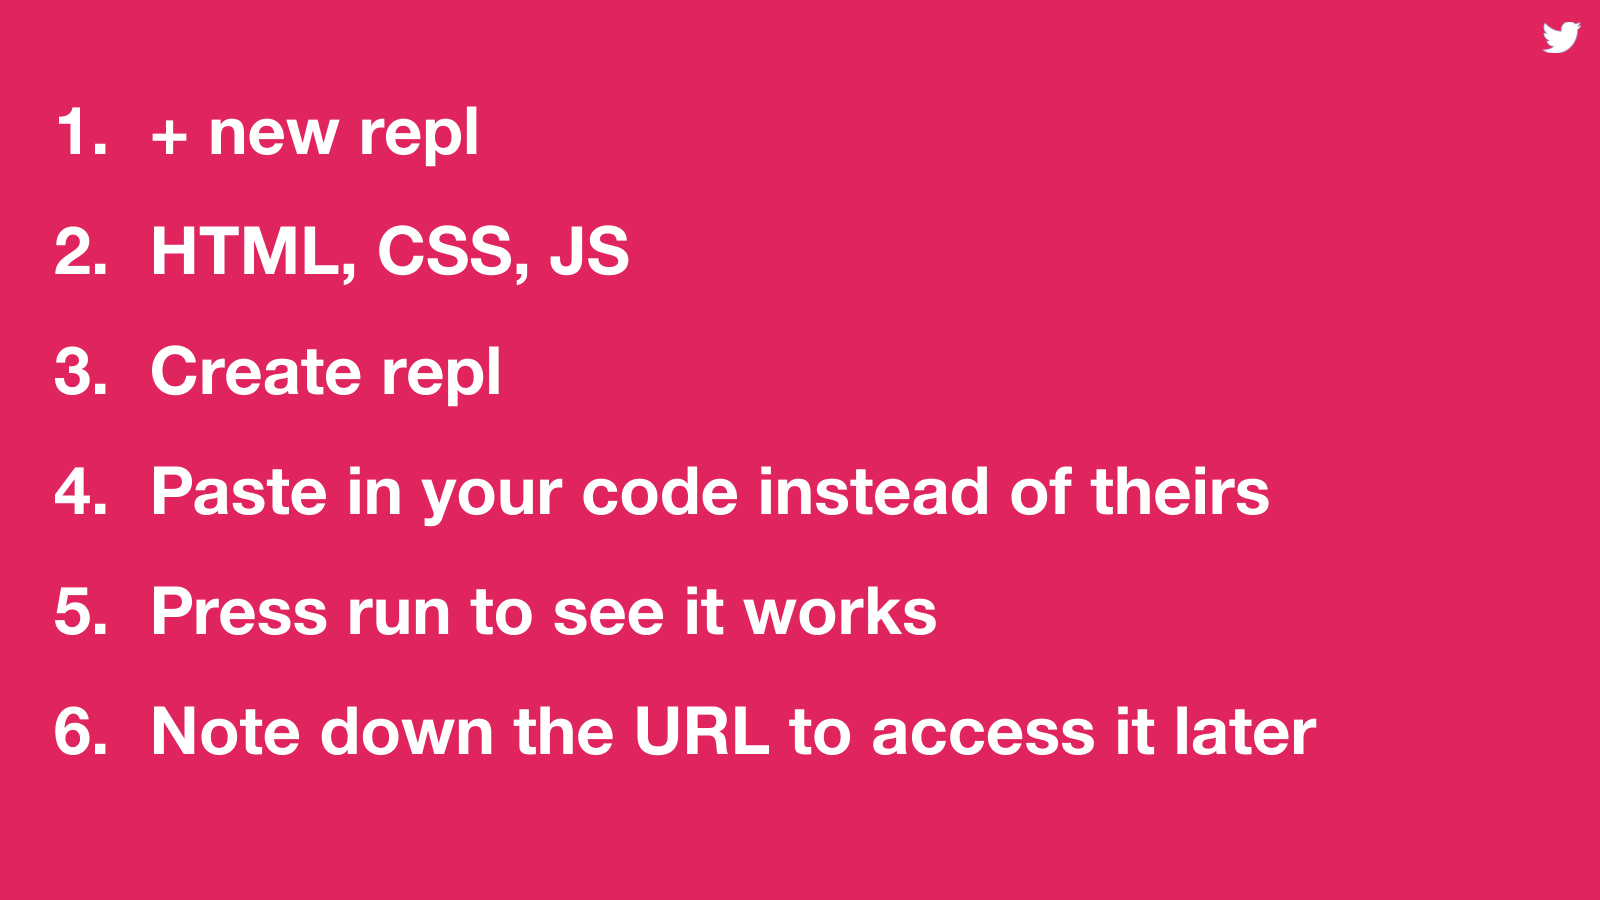 1. + new repl
2. HTML, CSS, JS
3. Create repl
4. Paste in your code instead of theirs
5. Press run to see it works
6. Note down the URL to access it later